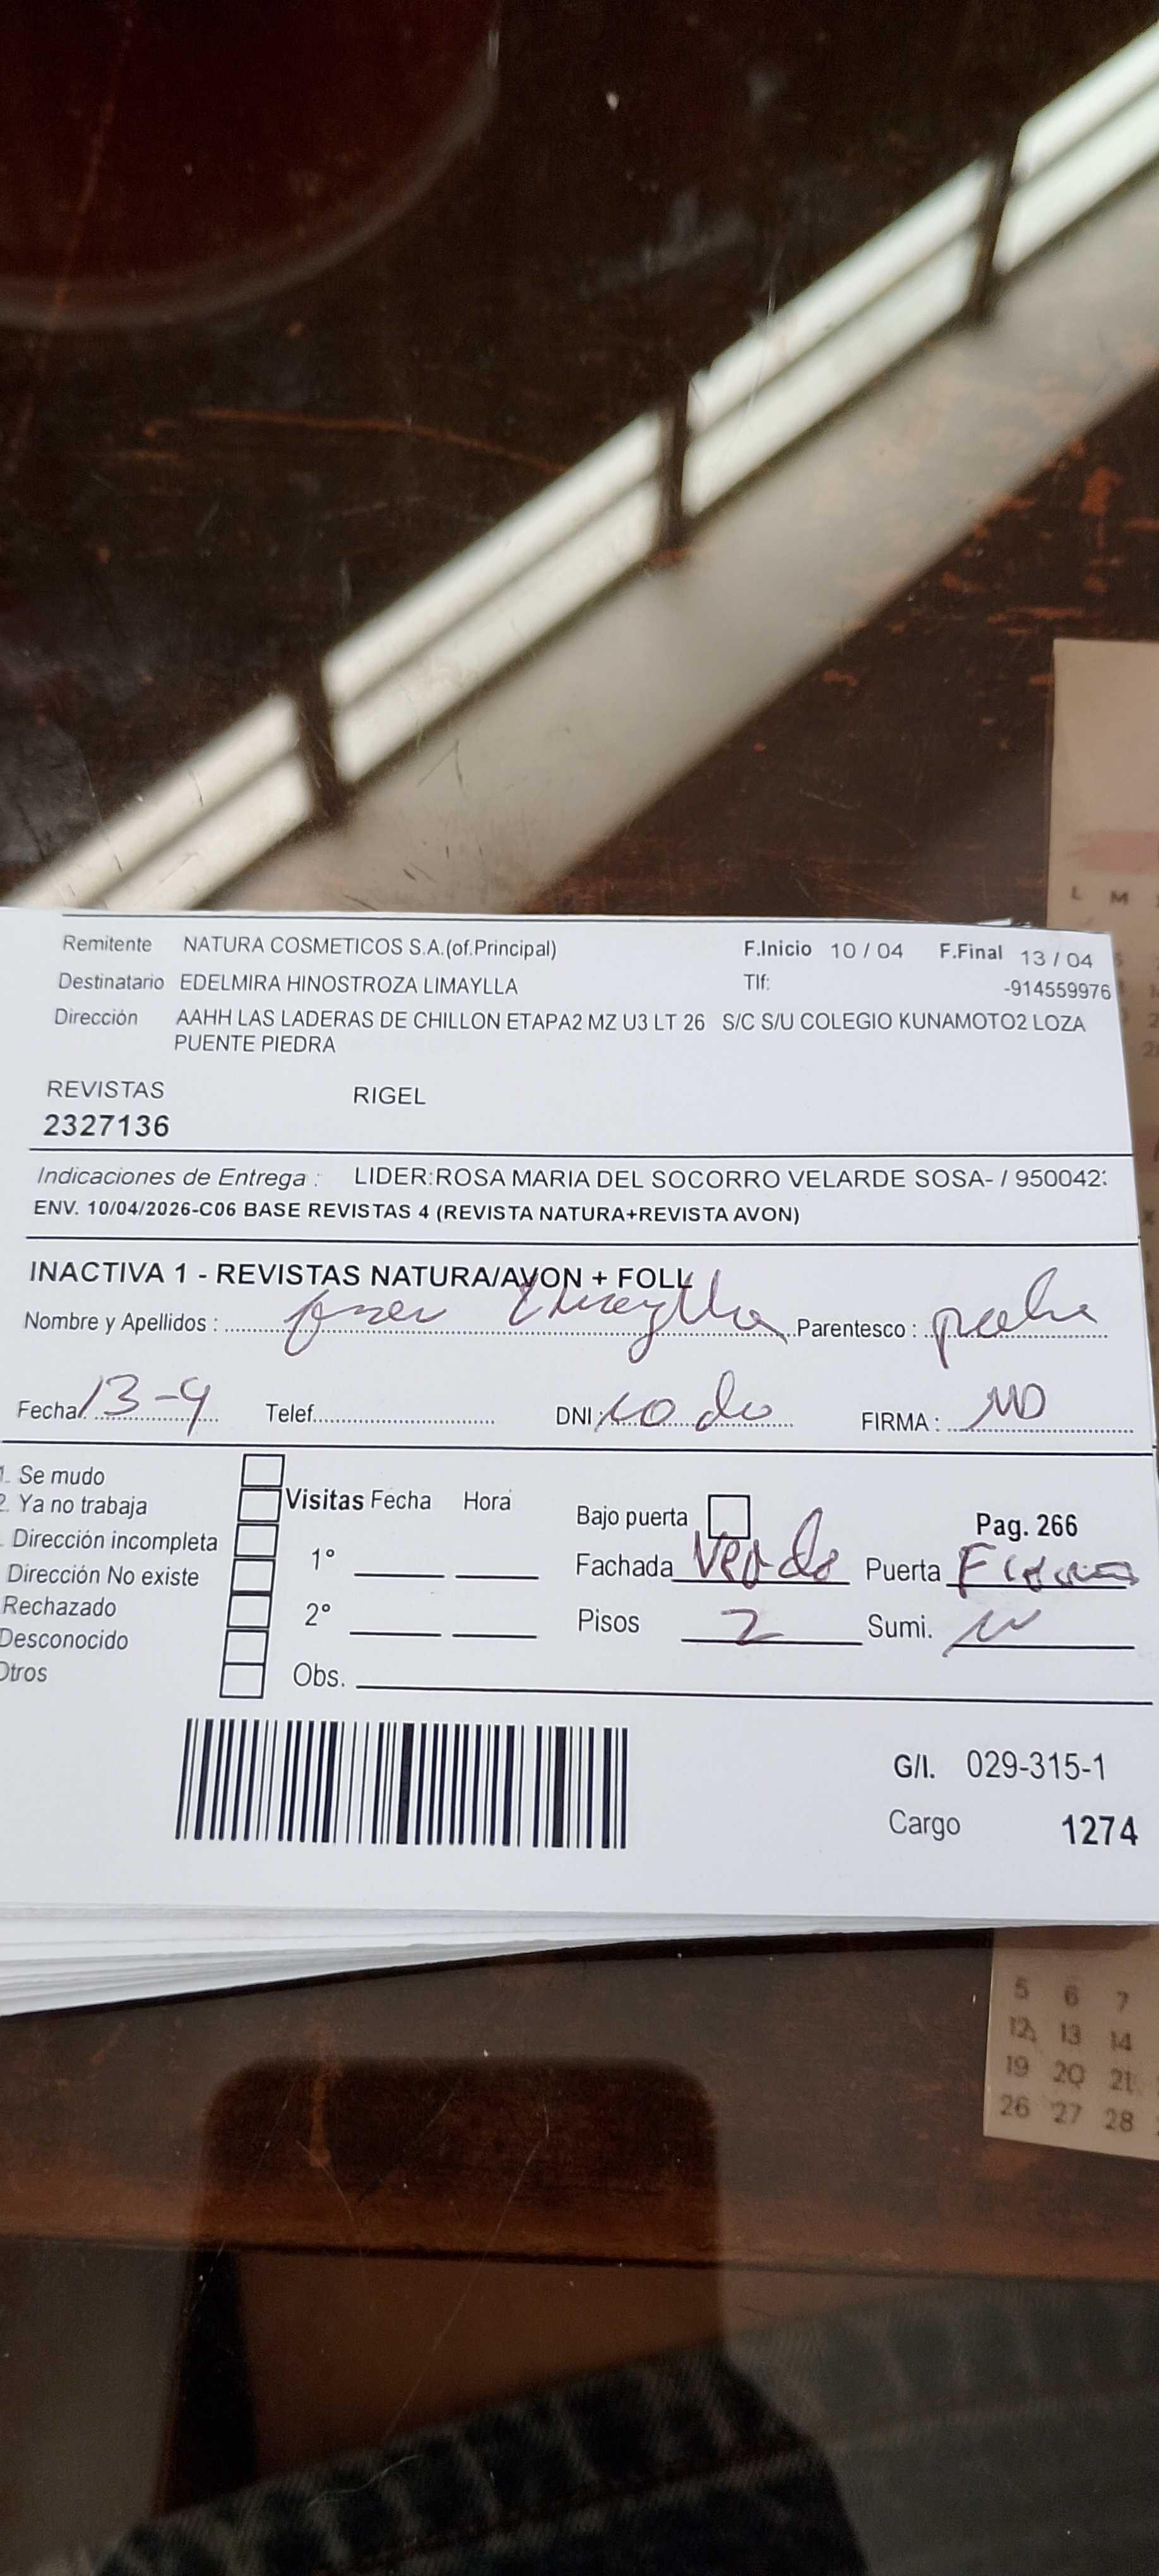 L M
Remitente NATURA COSMETICOS S.A.(of.Principal) F.Inicio 10 / 04 F.Final 13 / 04
Destinatario EDELMIRA HINOSTROZA LIMAYLLA Tlf: -914559976
Dirección AAHH LAS LADERAS DE CHILLON ETAPA2 MZ U3 LT 26 S/C S/U COLEGIO KUNAMOTO2 LOZA
PUENTE PIEDRA
REVISTAS RIGEL
2327136
Indicaciones de Entrega : LIDER:ROSA MARIA DEL SOCORRO VELARDE SOSA- / 950042
ENV. 10/04/2026-C06 BASE REVISTAS 4 (REVISTA NATURA+REVISTA AVON)
INACTIVA 1 - REVISTAS NATURA/AVON + FOLL
Nombre y Apellidos : Parentesco :
Fecha: 13-4 Telef. DNI: FIRMA :
1. Se mudo
2. Ya no trabaja Visitas Fecha Hora Bajo puerta Pag. 266
Dirección incompleta 1° Fachada Verde Puerta
Dirección No existe
Rechazado 2° Pisos 2 Sumi.
Desconocido
Otros Obs.
G/I. 029-315-1
Cargo 1274
5 6 7
12 13 14
19 20 21
26 27 28